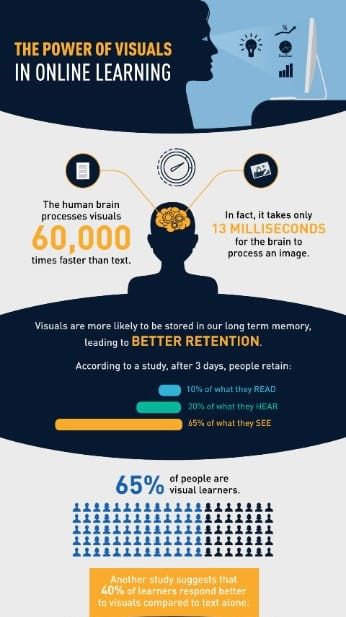 THE POWER OF VISUALS
IN ONLINE LEARNING
The human brain
processes visuals
60,000
times faster than text.
In fact, it takes only
13 MILLISECONDS
for the brain to
process an image.
Visuals are more likely to be stored in our long term memory,
leading to BETTER RETENTION.
According to a study, after 3 days, people retain:
10% of what they READ
20% of what they HEAR
65% of what they SEE
65% of people are
visual learners.
Another study suggests that
40% of learners respond better
to visuals compared to text alone.